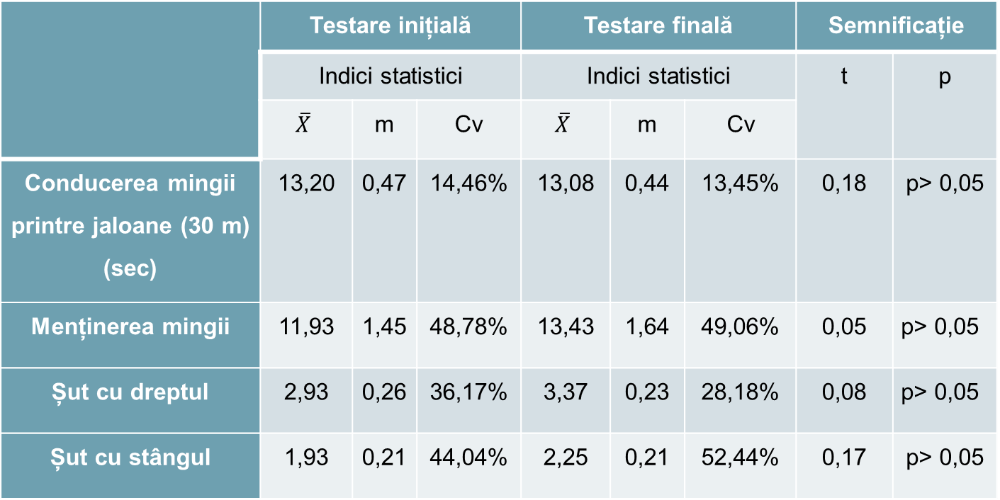 Testare inițială Testare finală Semnificație
Indici statistici Indici statistici t p
X̄ m Cv X̄ m Cv
Conducerea mingii 13,20 0,47 14,46% 13,08 0,44 13,45% 0,18 p> 0,05
printre jaloane (30 m)
(sec)
Menținerea mingii 11,93 1,45 48,78% 13,43 1,64 49,06% 0,05 p> 0,05
Șut cu dreptul 2,93 0,26 36,17% 3,37 0,23 28,18% 0,08 p> 0,05
Șut cu stângul 1,93 0,21 44,04% 2,25 0,21 52,44% 0,17 p> 0,05